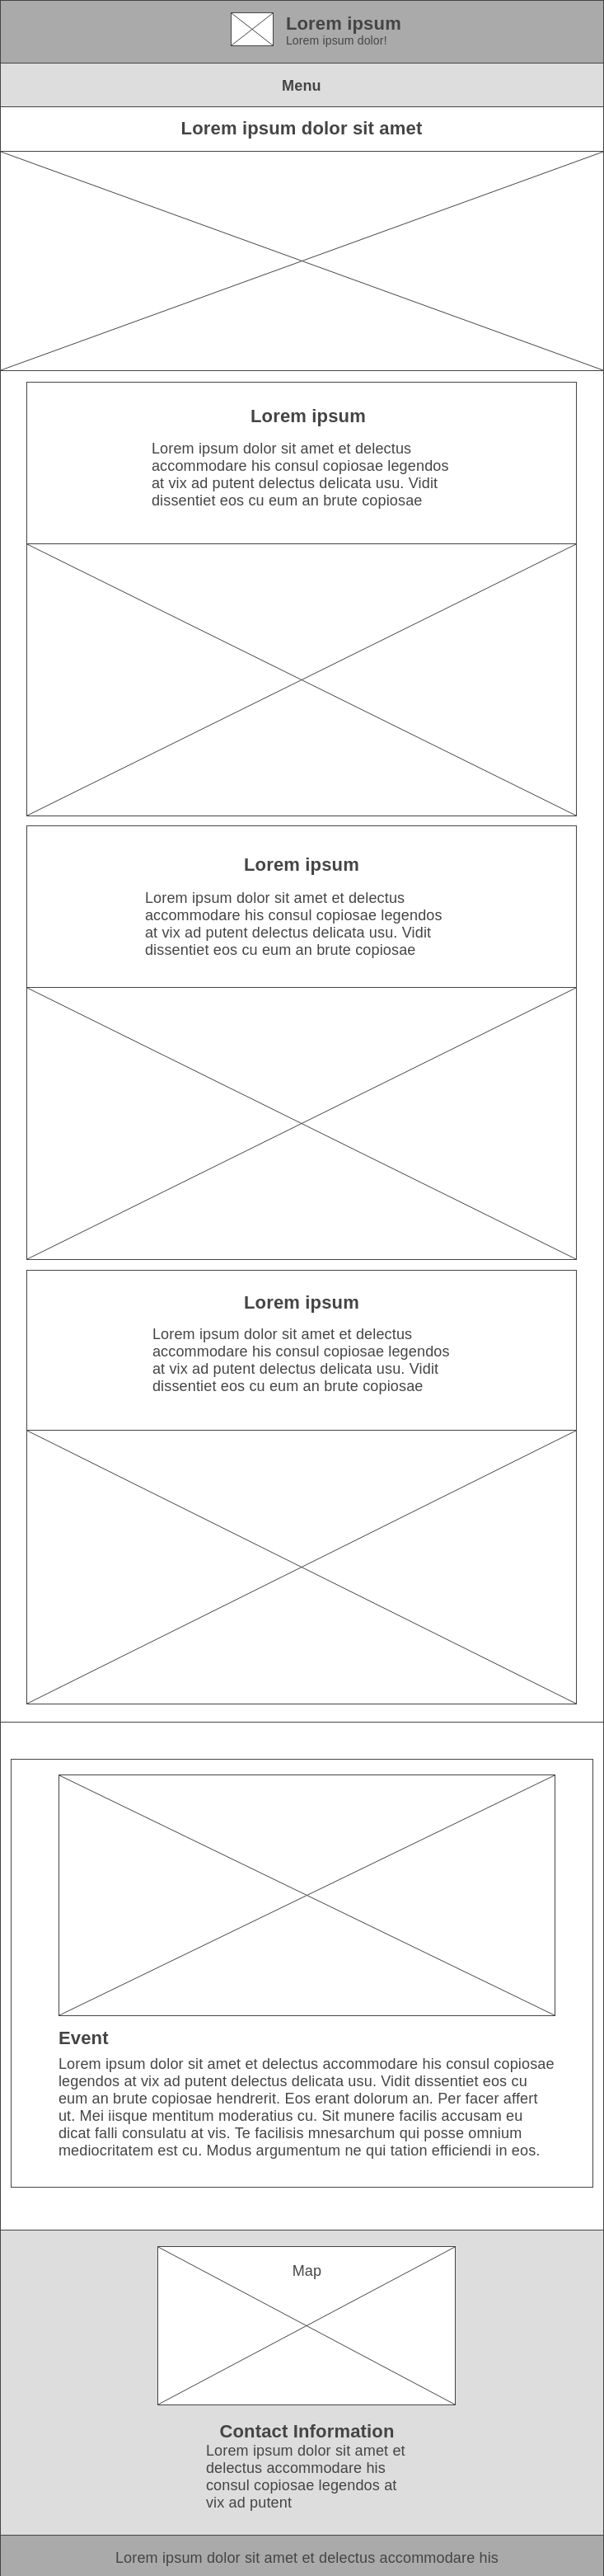 Lorem ipsum
Lorem ipsum dolor!
Menu
Lorem ipsum dolor sit amet
Lorem ipsum
Lorem ipsum dolor sit amet et delectus
accommodare his consul copiosae legendos
at vix ad putent delectus delicata usu. Vidit
dissentiet eos cu eum an brute copiosae
Lorem ipsum
Lorem ipsum dolor sit amet et delectus
accommodare his consul copiosae legendos
at vix ad putent delectus delicata usu. Vidit
dissentiet eos cu eum an brute copiosae
Lorem ipsum
Lorem ipsum dolor sit amet et delectus
accommodare his consul copiosae legendos
at vix ad putent delectus delicata usu. Vidit
dissentiet eos cu eum an brute copiosae
Event
Lorem ipsum dolor sit amet et delectus accommodare his consul copiosae
legendos at vix ad putent delectus delicata usu. Vidit dissentiet eos cu
eum an brute copiosae hendrerit. Eos erant dolorum an. Per facer affert
ut. Mei iisque mentitum moderatius cu. Sit munere facilis accusam eu
dicat falli consulatu at vis. Te facilisis mnesarchum qui posse omnium
mediocritatem est cu. Modus argumentum ne qui tation efficiendi in eos.
Map
Contact Information
Lorem ipsum dolor sit amet et
delectus accommodare his
consul copiosae legendos at
vix ad putent
Lorem ipsum dolor sit amet et delectus accommodare his